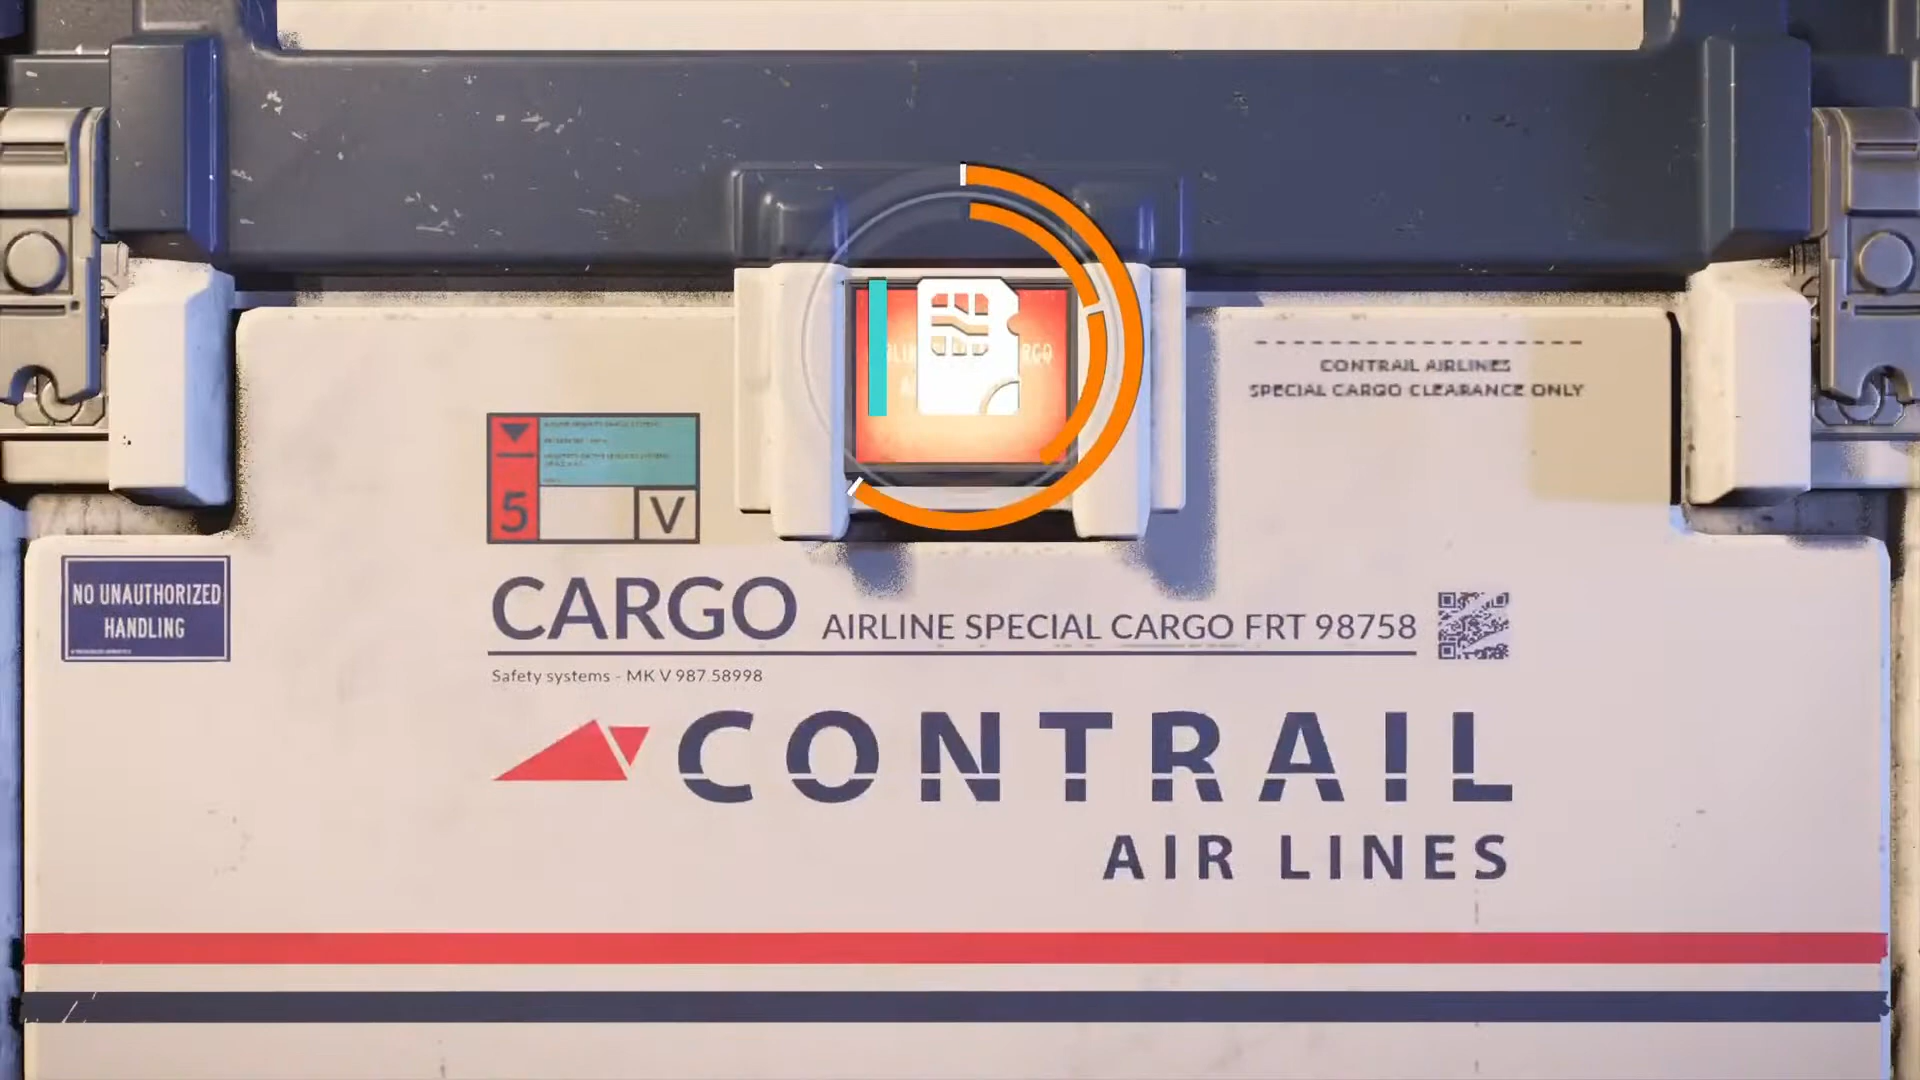 CONTRAIL AIRLINES
SPECIAL CARGO CLEARANCE ONLY
5
V
NO UNAUTHORIZED
HANDLING
CARGO
AIRLINE SPECIAL CARGO FRT 98758
Safety systems - MK V 987.58998
CONTRAIL
AIR LINES